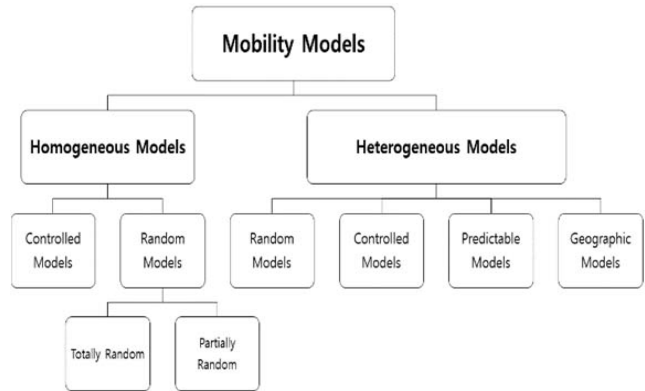 Mobility Models
Homogeneous Models
Heterogeneous Models
Controlled
Models
Random
Models
Random
Models
Controlled
Models
Predictable
Models
Geographic
Models
Totally Random
Partially
Random